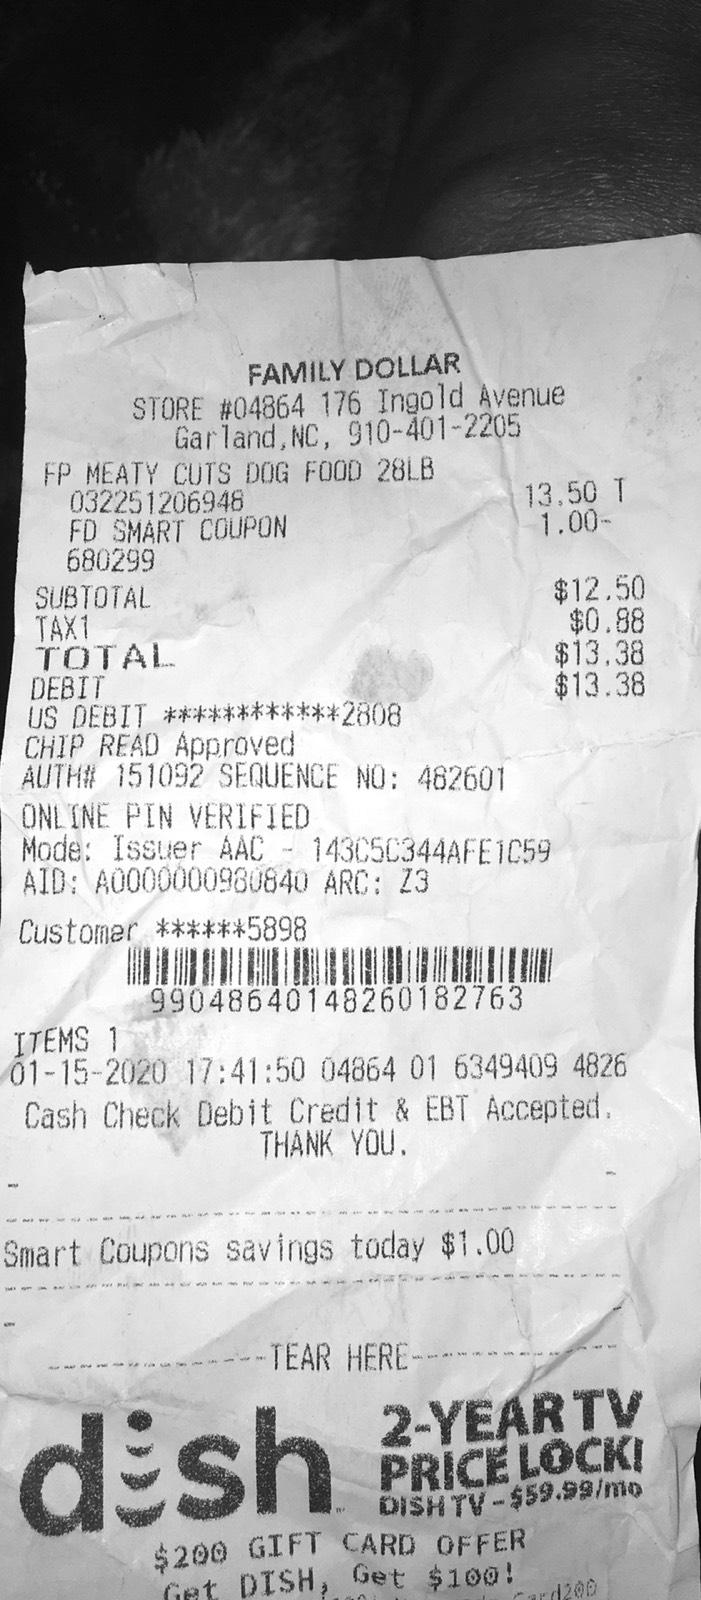 FAMILY DOLLAR
STORE #04864 176 Ingold Avenue
Garland,NC, 910-401-2205
FP MEATY CUTS DOG FOOD 28LB
032251206948 13.50 T
FD SMART COUPON 1.00-
680299
SUBTOTAL $12.50
TAX1 $0.88
TOTAL $13.38
DEBIT $13.38
US DEBIT ************2808
CHIP READ Approved
AUTH# 151092 SEQUENCE NO: 482601
ONLINE PIN VERIFIED
Mode: Issuer AAC - 143C5C344AFE1C59
AID: A0000000980840 ARC: Z3
Customer ******5898
99048640148260182763
ITEMS 1
01-15-2020 17:41:50 04864 01 6349409 4826
Cash Check Debit Credit & EBT Accepted.
THANK YOU.
Smart Coupons savings today $1.00
TEAR HERE
dish
2-YEAR TV
PRICE LOCK!
DISH TV - $59.99/mo
$200 GIFT CARD OFFER
Get DISH, Get $100!